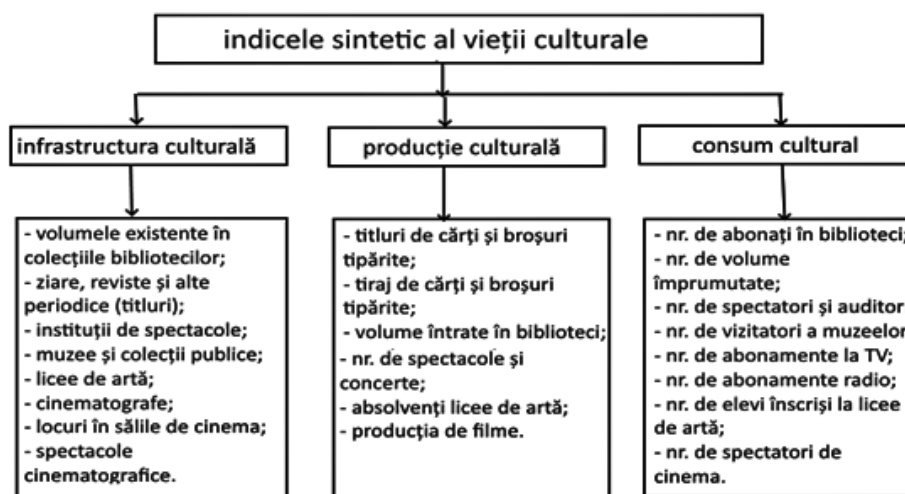 indicele sintetic al vieții culturale
infrastructura culturală
producție culturală
consum cultural
- volumele existente în
colecțiile bibliotecilor;
- ziare, reviste și alte
periodice (titluri);
- instituții de spectacole;
- muzee și colecții publice;
- licee de artă;
- cinematografe;
- locuri în sălile de cinema;
- spectacole
cinematografice.
- titluri de cărți și broșuri
tipărite;
- tiraj de cărți și broșuri
tipărite;
- volume întrate în biblioteci;
- nr. de spectacole și
concerte;
- absolvenți licee de artă;
- producția de filme.
- nr. de abonați în biblioteci;
- nr. de volume
împrumutate;
- nr. de spectatori și auditor
- nr. de vizitatori a muzeelor
- nr. de abonamente la TV;
- nr. de abonamente radio;
- nr. de elevi înscriși la licee
de artă;
- nr. de spectatori de
cinema.